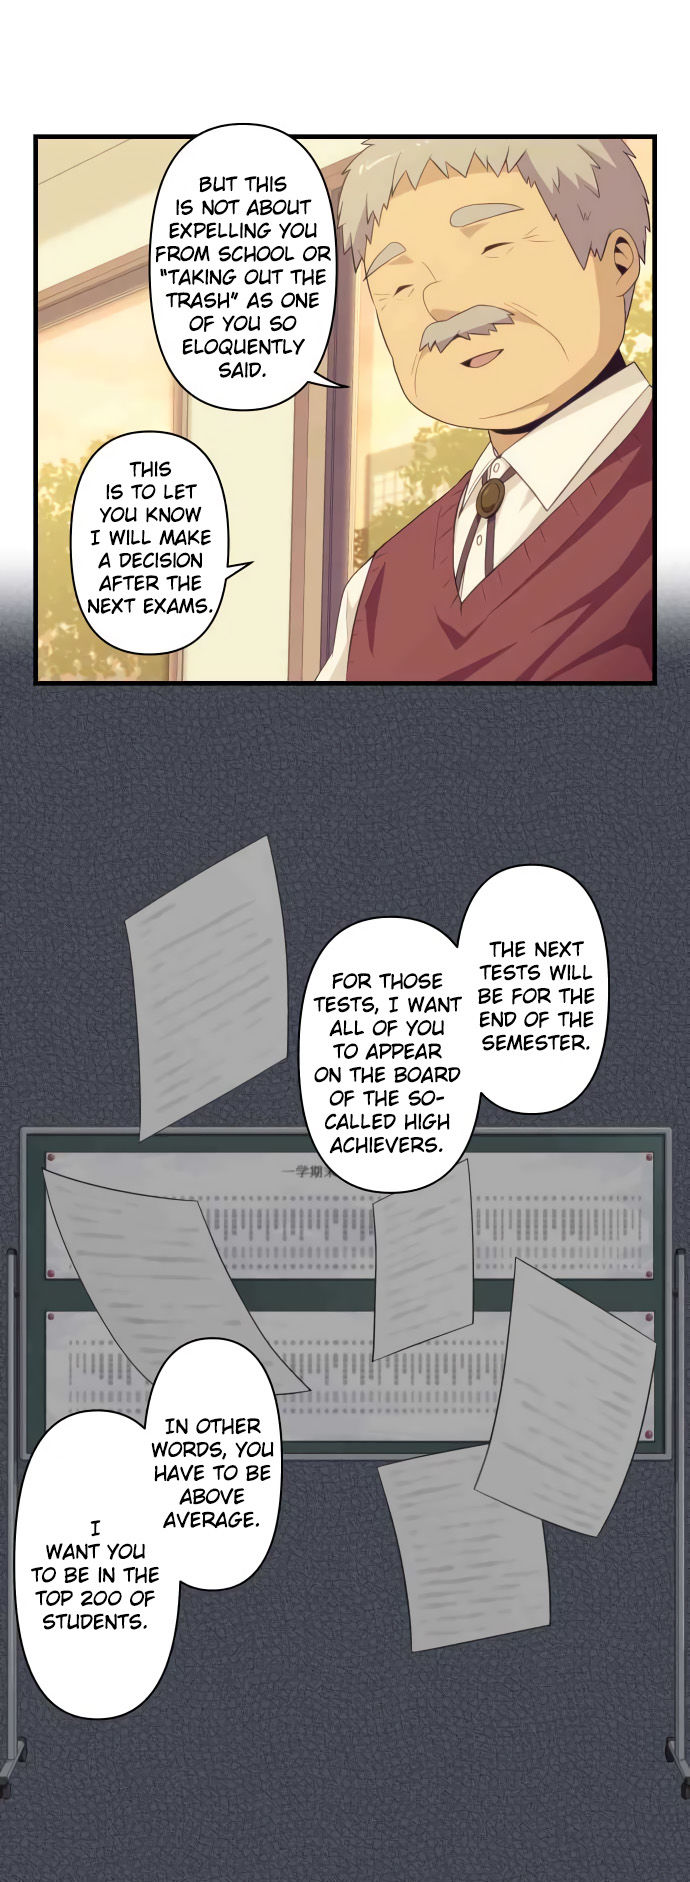 BUT THIS
IS NOT ABOUT
EXPELLING YOU
FROM SCHOOL OR
"TAKING OUT THE
TRASH" AS ONE
OF YOU SO
ELOQUENTLY
SAID.
THIS
IS TO LET
YOU KNOW
I WILL MAKE
A DECISION
AFTER THE
NEXT EXAMS.
THE NEXT
TESTS WILL
BE FOR THE
END OF THE
SEMESTER.
FOR THOSE
TESTS, I WANT
ALL OF YOU
TO APPEAR
ON THE BOARD
OF THE SO-
CALLED HIGH
ACHIEVERS.
一学期
IN OTHER
WORDS, YOU
HAVE TO BE
ABOVE
AVERAGE.
I
WANT YOU
TO BE IN THE
TOP 200 OF
STUDENTS.